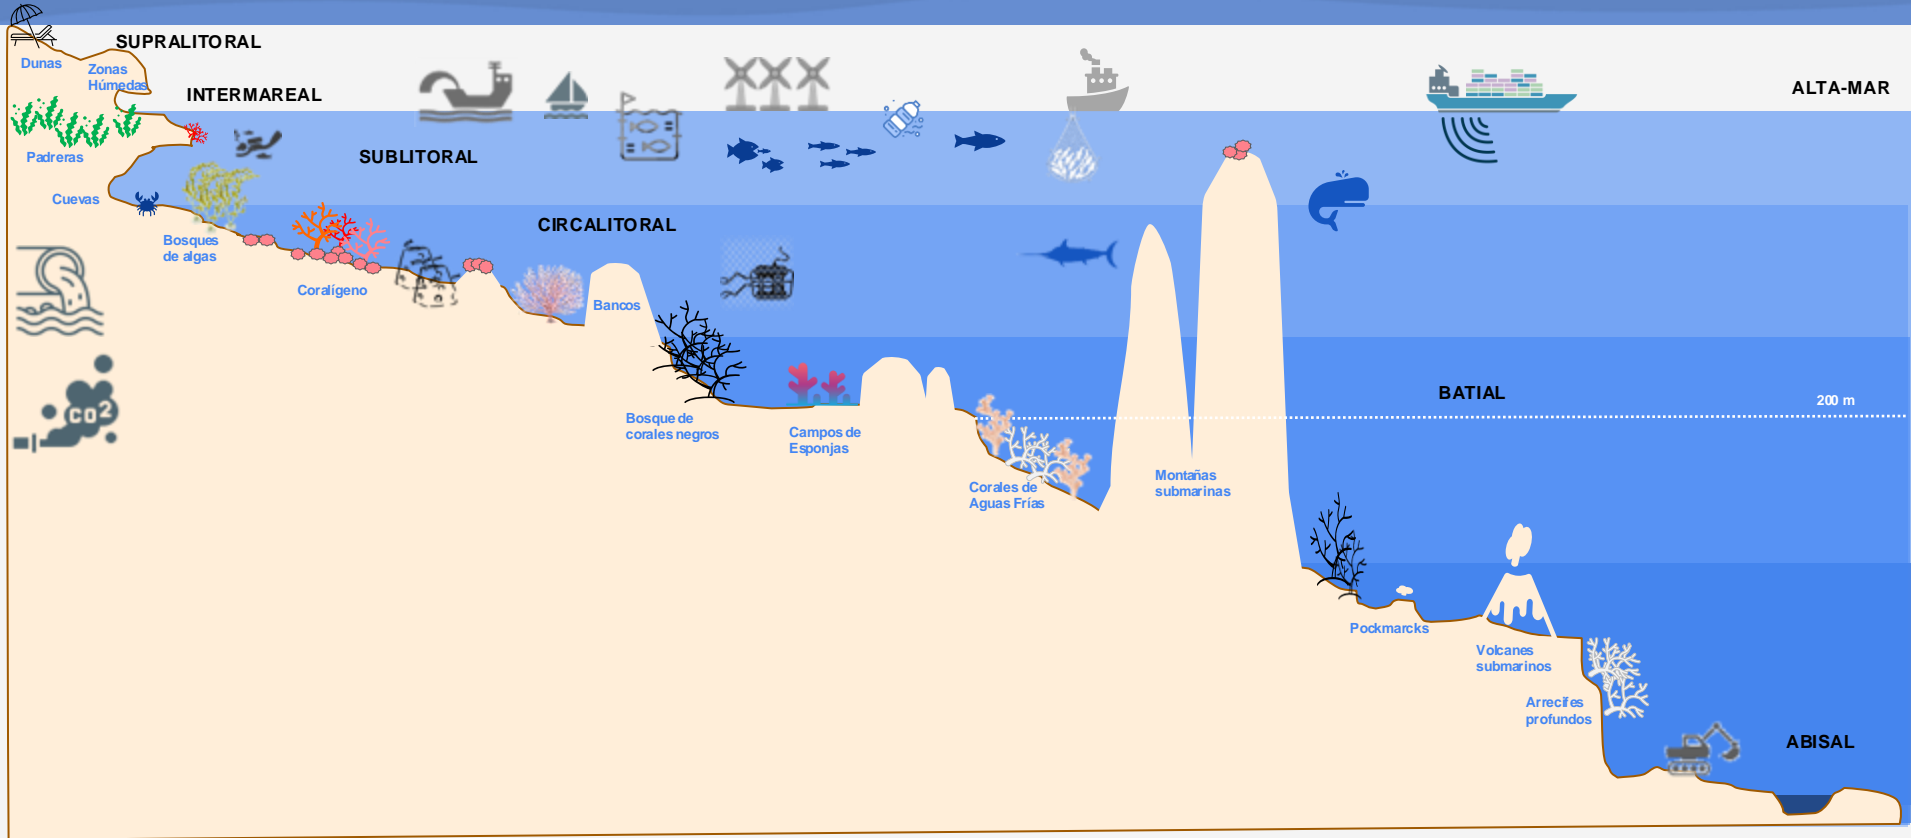 SUPRALITORAL
Dunas
Zonas
Húmedas
INTERMAREAL
ALTA-MAR
Padreras
SUBLITORAL
Cuevas
CIRCALITORAL
Bosques
de algas
Coralígeno
Bancos
CO2
BATIAL
200 m
Bosque de
corales negros
Campos de
Esponjas
Corales de
Aguas Frías
Montañas
submarinas
Pockmarcks
Volcanes
submarinos
Arrecifes
profundos
ABISAL